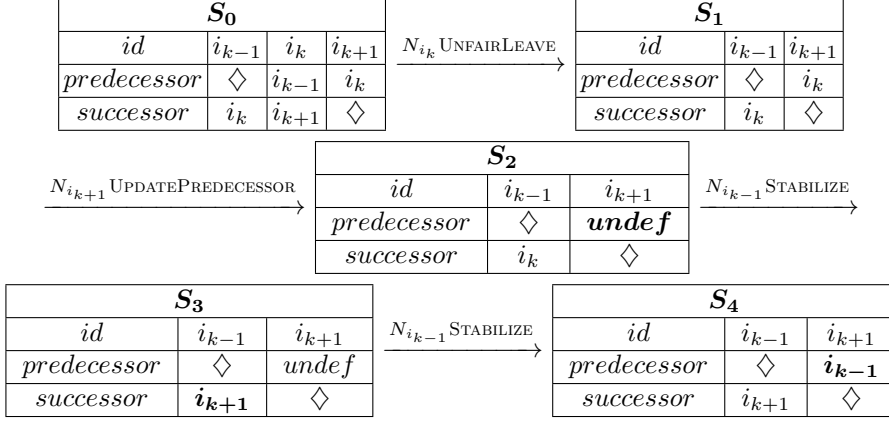 S₀ S₁
id i_{k−1} i_k i_{k+1} N_{i_k} UNFAIRLEAVE id i_{k−1} i_{k+1}
predecessor ◇ i_{k−1} i_k predecessor ◇ i_k
successor i_k i_{k+1} ◇ successor i_k ◇
S₂
N_{i_{k+1}} UPDATEPREDECESSOR id i_{k−1} i_{k+1} N_{i_{k−1}} STABILIZE
predecessor ◇ undef
successor i_k ◇
S₃ S₄
id i_{k−1} i_{k+1} N_{i_{k−1}} STABILIZE id i_{k−1} i_{k+1}
predecessor ◇ undef predecessor ◇ i_{k−1}
successor i_{k+1} ◇ successor i_{k+1} ◇